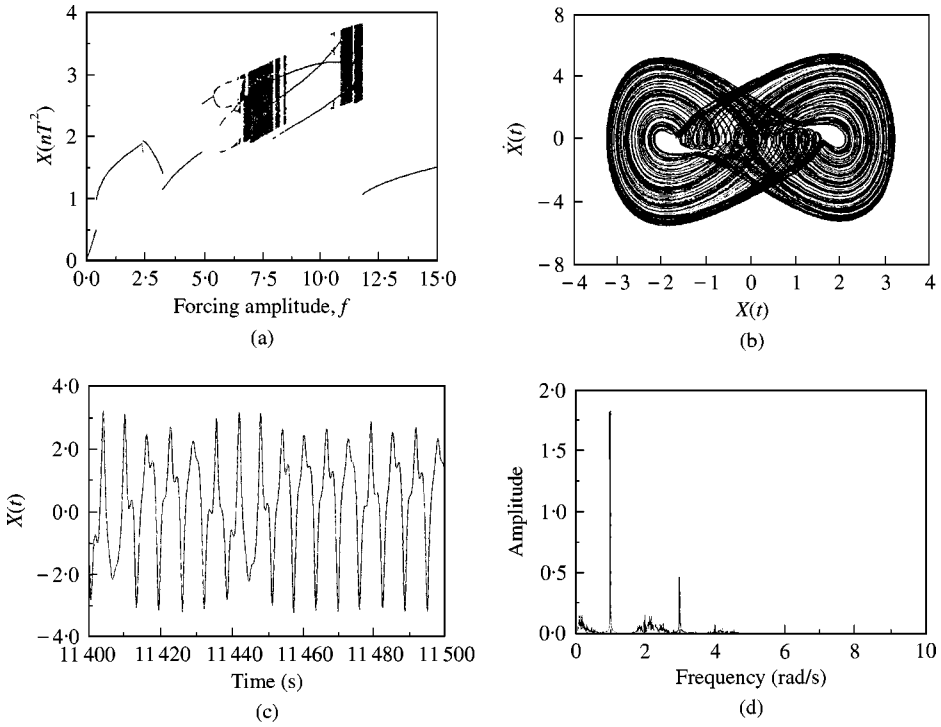 4
3
2
1
0
X(nT²)
0·0 2·5 5·0 7·5 10·0 12·5 15·0
Forcing amplitude, f
(a)
8
4
0
−4
−8
Ẋ(t)
−4 −3 −2 −1 0 1 2 3 4
X(t)
(b)
4·0
2·0
0·0
−2·0
−4·0
X(t)
11 400 11 420 11 440 11 460 11 480 11 500
Time (s)
(c)
2·0
1·5
1·0
0·5
0·0
Amplitude
0 2 4 6 8 10
Frequency (rad/s)
(d)